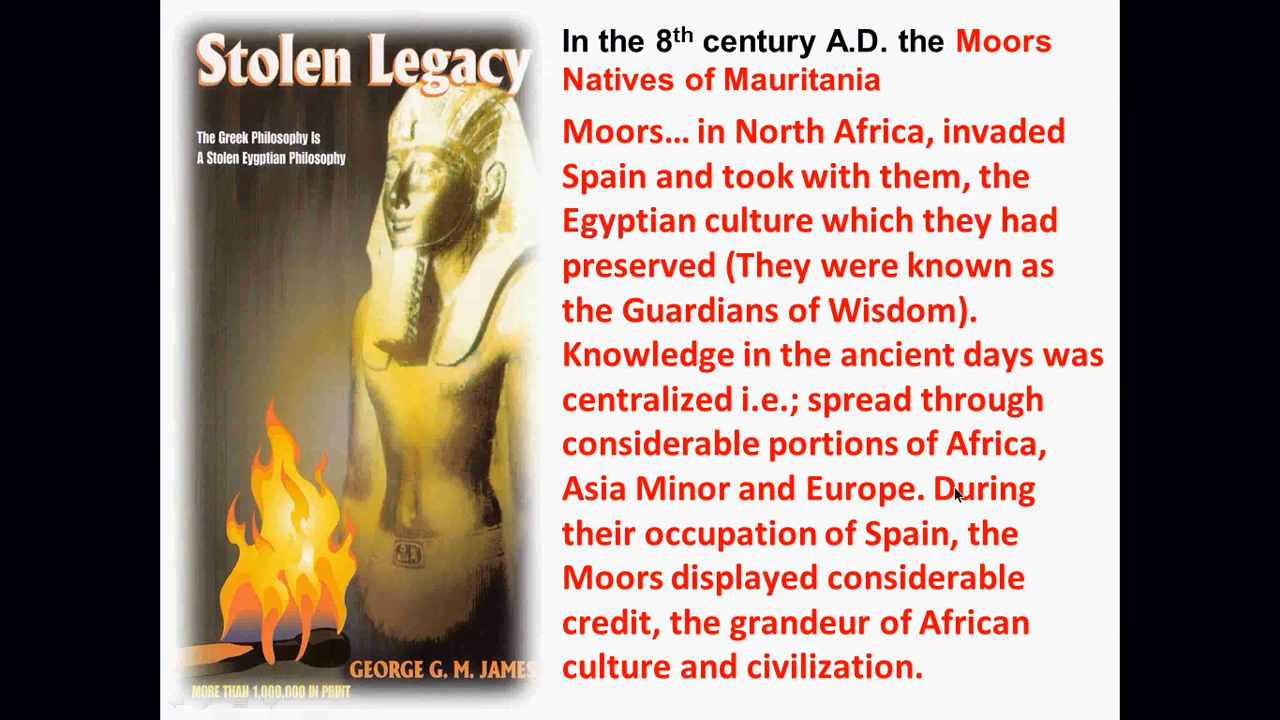 Stolen Legacy
The Greek Philosophy Is
A Stolen Eygptian Philosophy
GEORGE G. M. JAMES
MORE THAN 1,000,000 IN PRINT
In the 8th century A.D. the Moors
Natives of Mauritania
Moors... in North Africa, invaded
Spain and took with them, the
Egyptian culture which they had
preserved (They were known as
the Guardians of Wisdom).
Knowledge in the ancient days was
centralized i.e.; spread through
considerable portions of Africa,
Asia Minor and Europe. During
their occupation of Spain, the
Moors displayed considerable
credit, the grandeur of African
culture and civilization.